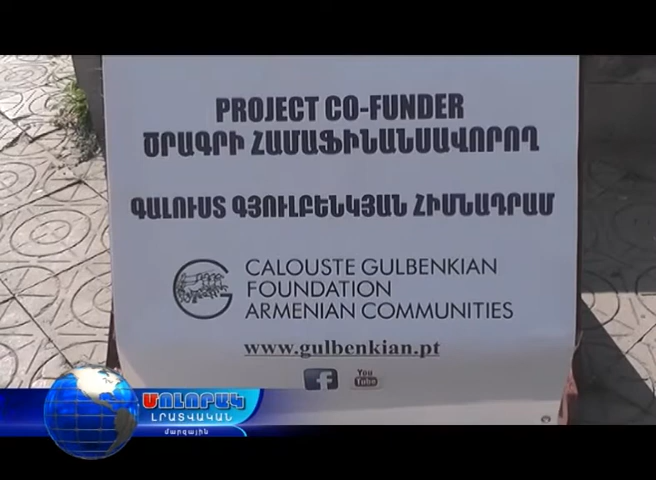 PROJECT CO-FUNDER
ԾՐԱԳՐԻ ՀԱՄԱՖԻՆԱՆՍԱՎՈՐՈՂ
ԳԱԼՈՒՍՏ ԳՅՈՒԼԲԵՆԿՅԱՆ ՀԻՄՆԱԴՐԱՄ
CALOUSTE GULBENKIAN
FOUNDATION
ARMENIAN COMMUNITIES
www.gulbenkian.pt
f
You
Tube
ՄՈԼՈՐԱԿ
ԼՐԱՏՎԱԿԱՆ
մարզային